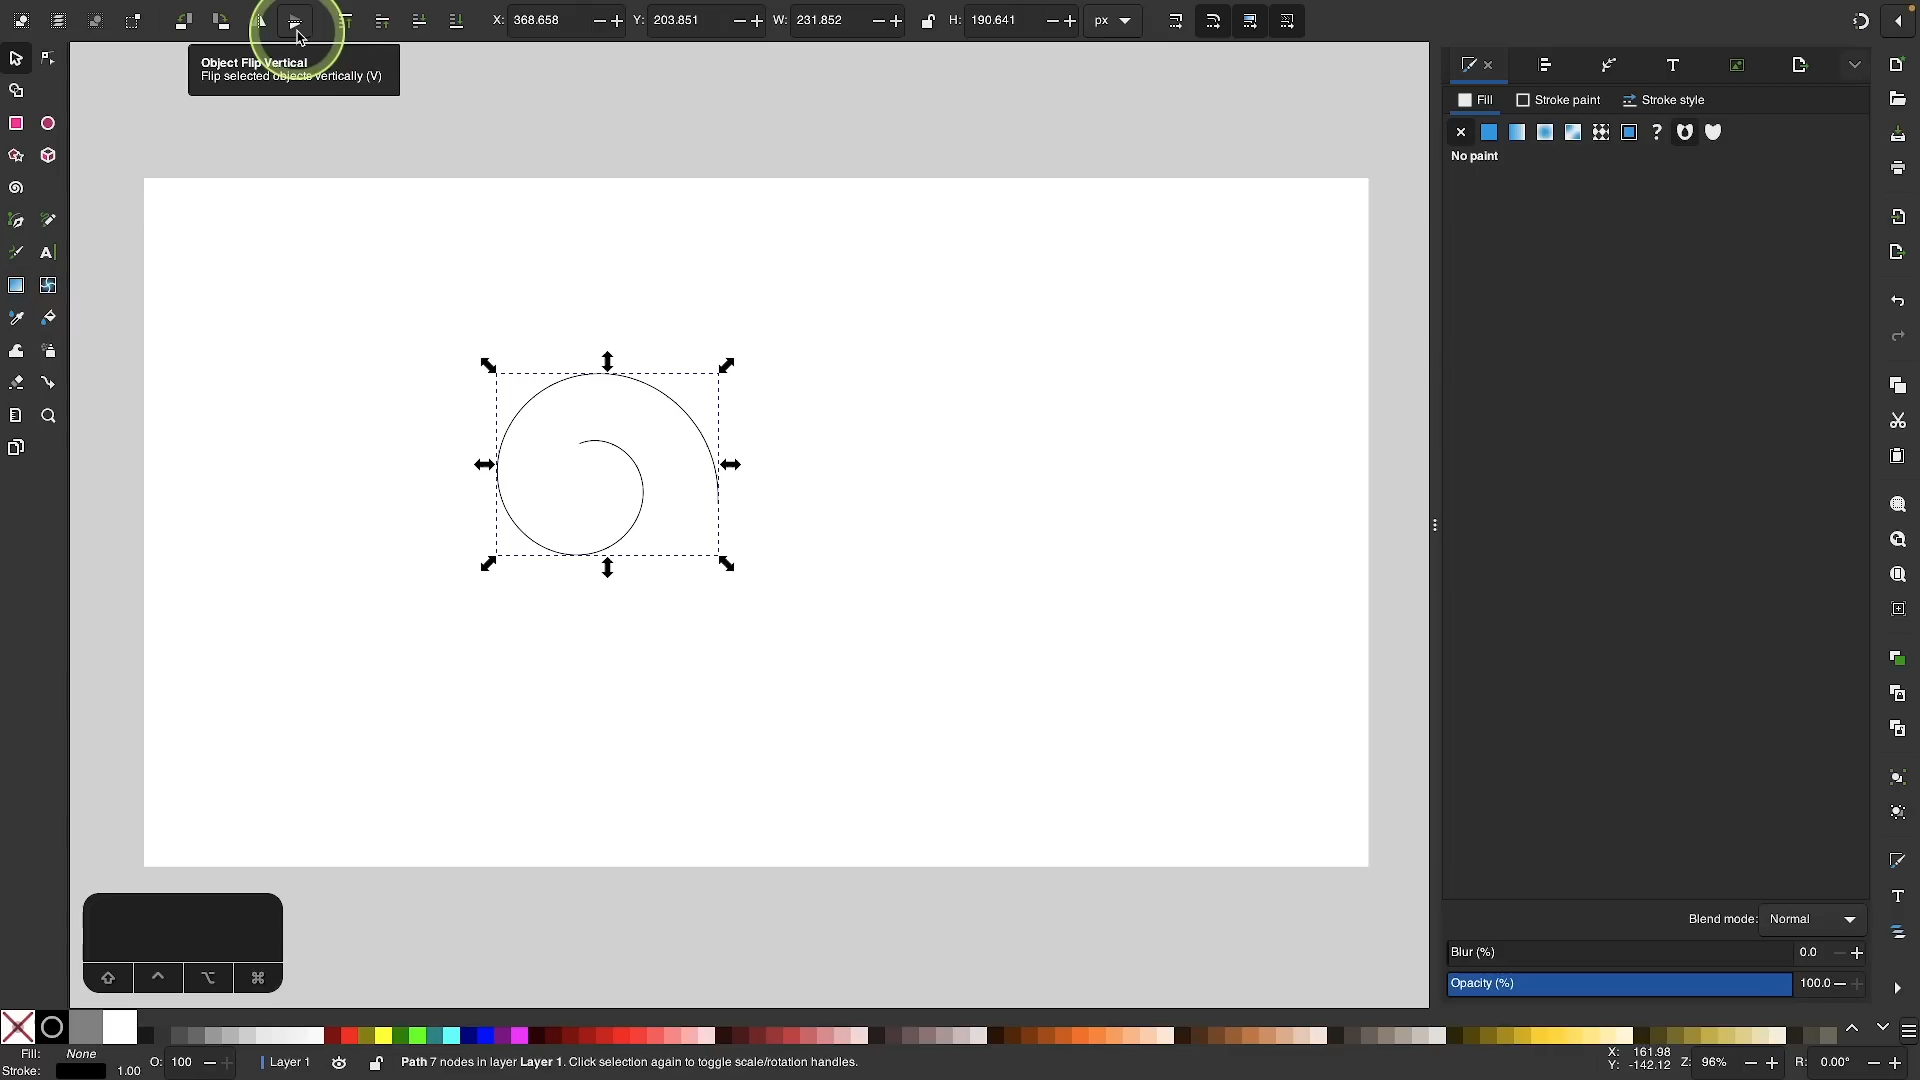 X: 368.658 Y: 203.851 W: 231.852 H: 190.641 px
Object Flip Vertical
Flip selected objects vertically (V)
Fill Stroke paint Stroke style
No paint
Blend mode: Normal
Blur (%) 0.0
Opacity (%) 100.0
Fill: None
Stroke: 1.00
O: 100
Layer 1
Path 7 nodes in layer Layer 1. Click selection again to toggle scale/rotation handles.
X: 161.98
Y: -142.12
Z: 96%
R: 0.00°